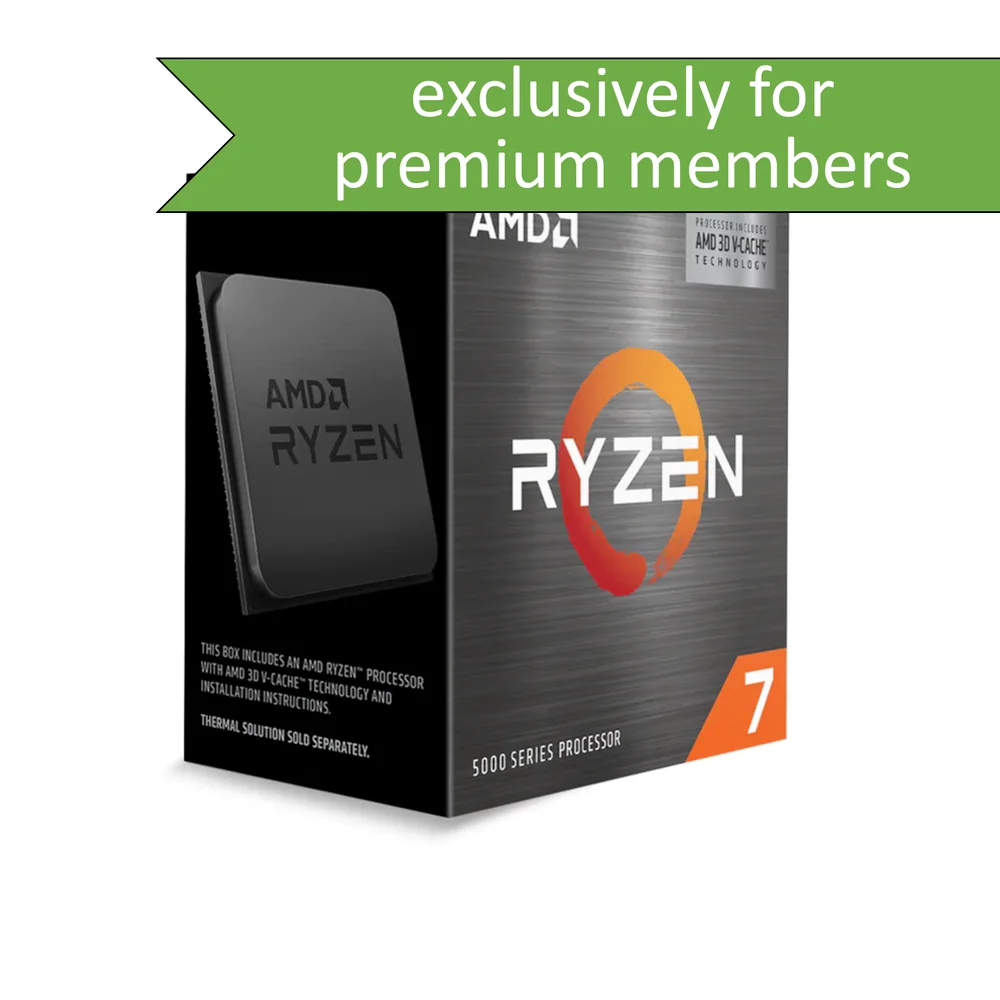 exclusively for
premium members
AMD
PROCESSOR INCLUDES
AMD 3D V-CACHE™
TECHNOLOGY
AMD
RYZEN
RYZEN
THIS BOX INCLUDES AN AMD RYZEN™ PROCESSOR
WITH AMD 3D V-CACHE™ TECHNOLOGY AND
INSTALLATION INSTRUCTIONS.
THERMAL SOLUTION SOLD SEPARATELY.
7
5000 SERIES PROCESSOR